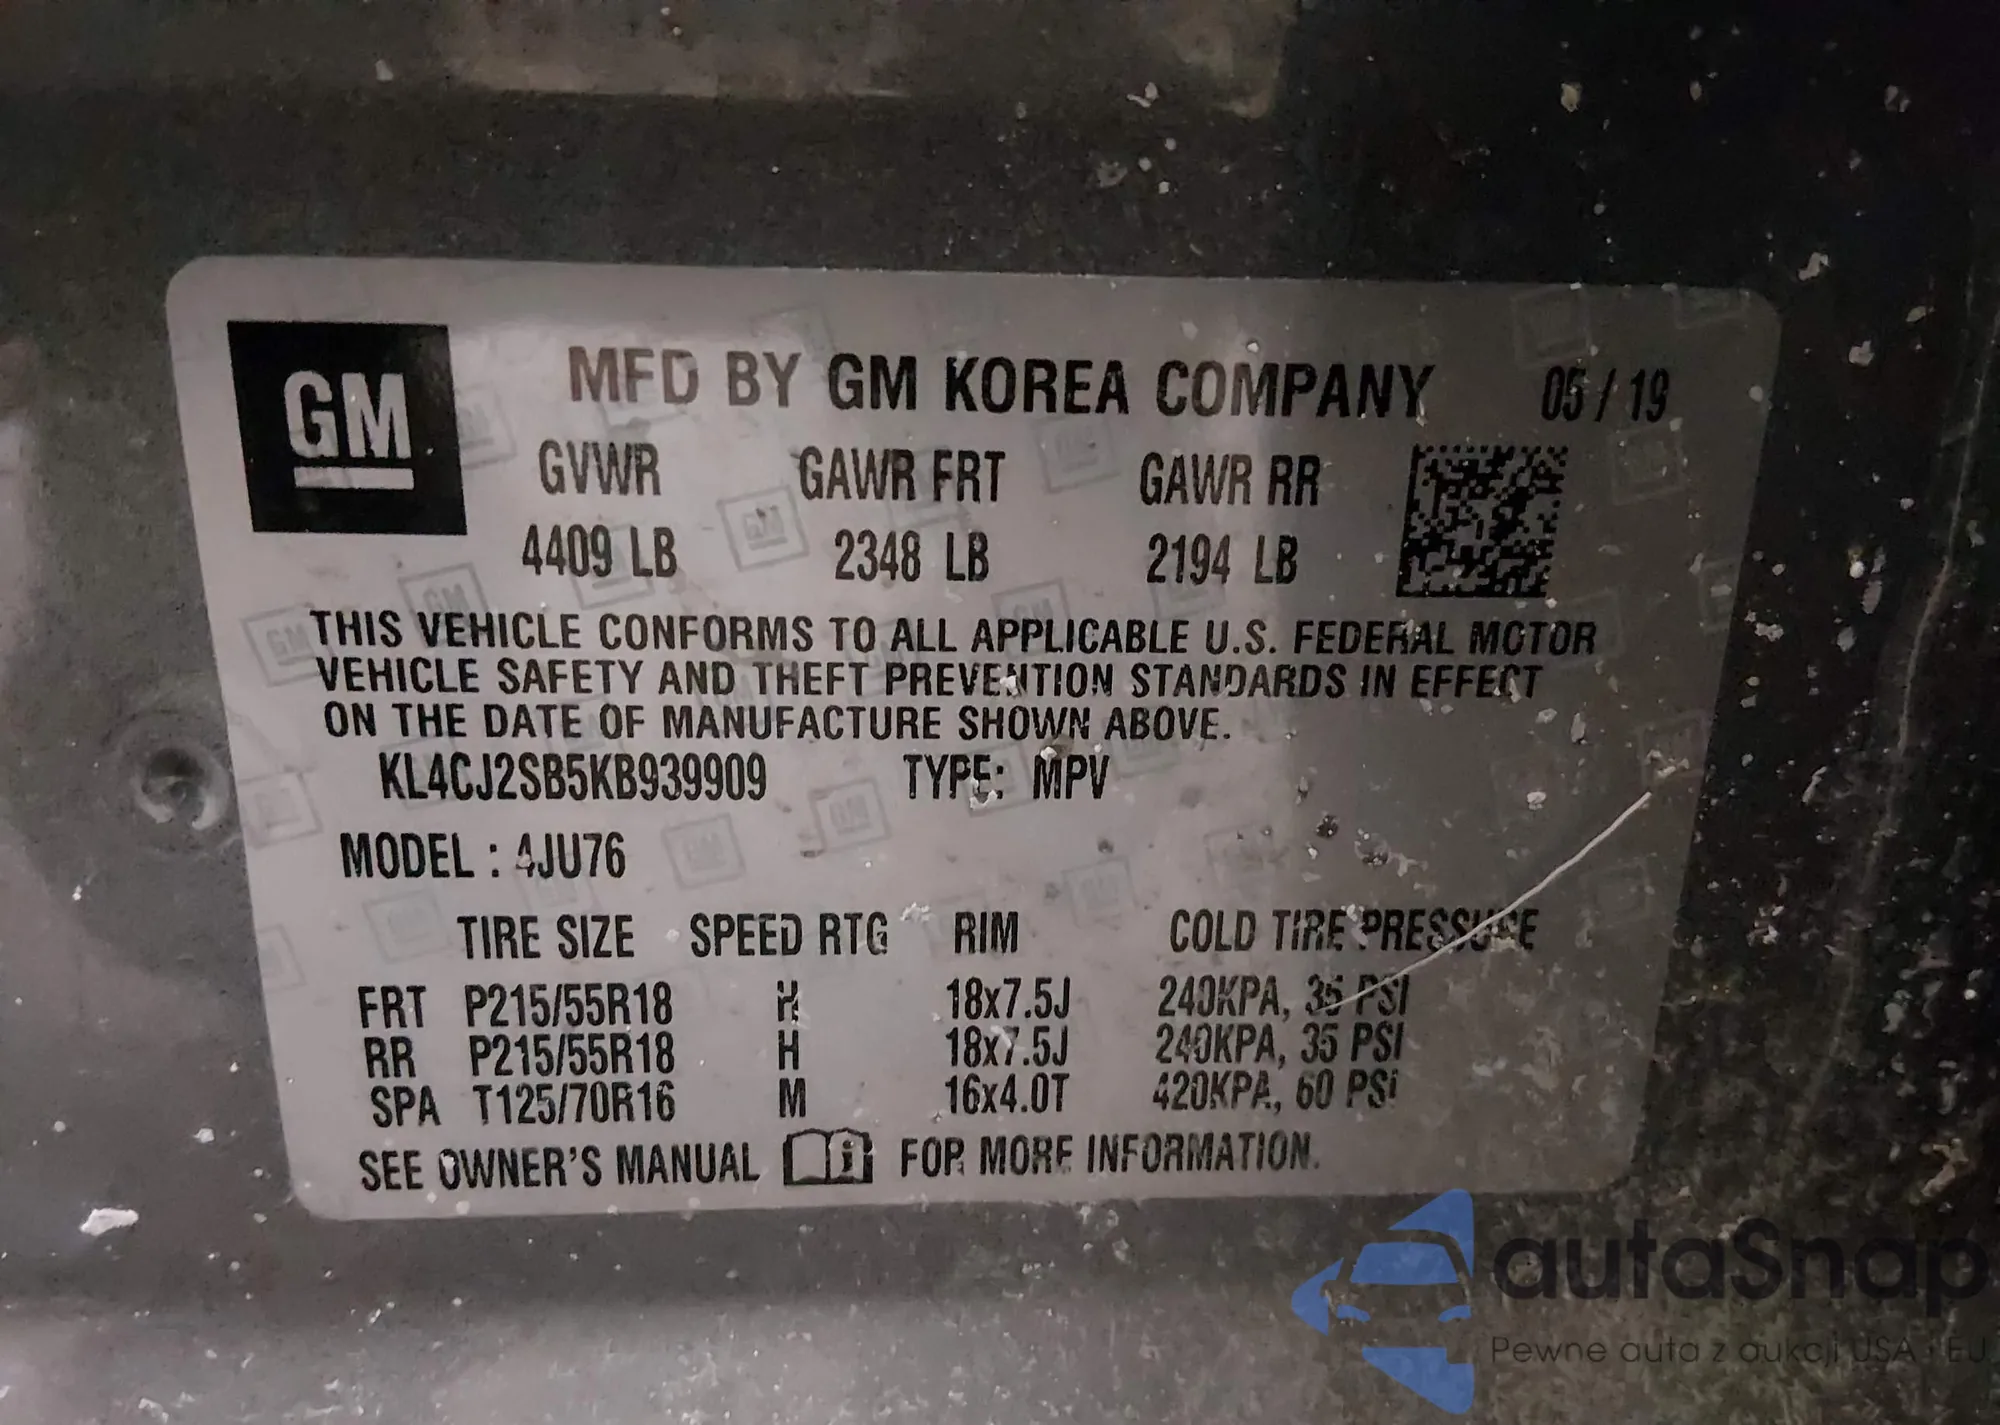 GM
MFD BY GM KOREA COMPANY 05 / 19
GVWR GAWR FRT GAWR RR
4409 LB 2348 LB 2194 LB
THIS VEHICLE CONFORMS TO ALL APPLICABLE U.S. FEDERAL MOTOR
VEHICLE SAFETY AND THEFT PREVENTION STANDARDS IN EFFECT
ON THE DATE OF MANUFACTURE SHOWN ABOVE.
KL4CJ2SB5KB939909 TYPE: MPV
MODEL : 4JU76
TIRE SIZE SPEED RTG RIM COLD TIRE PRESSURE
FRT P215/55R18 H 18x7.5J 240KPA, 35 PSI
RR P215/55R18 H 18x7.5J 240KPA, 35 PSI
SPA T125/70R16 M 16x4.0T 420KPA, 60 PSI
SEE OWNER'S MANUAL FOR MORE INFORMATION.
autaSnap
Pewne auta z aukcji USA i EU